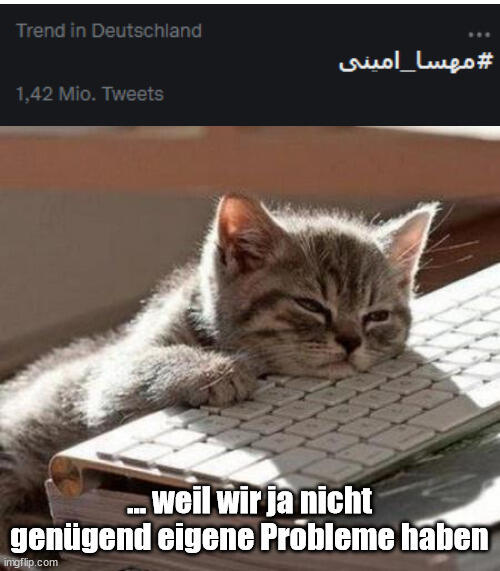 Trend in Deutschland
#مهسا_امینی
1,42 Mio. Tweets
... weil wir ja nicht
genügend eigene Probleme haben
imgflip.com